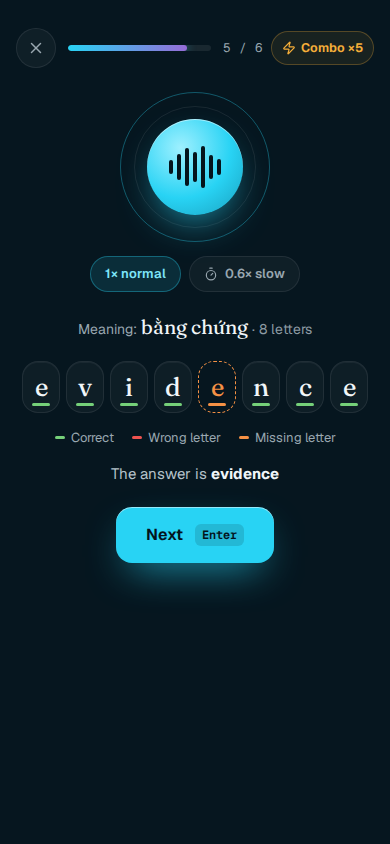 5 / 6 Combo ×5
1× normal 0.6× slow
Meaning: bằng chứng · 8 letters
e v i d e n c e
Correct Wrong letter Missing letter
The answer is evidence
Next Enter